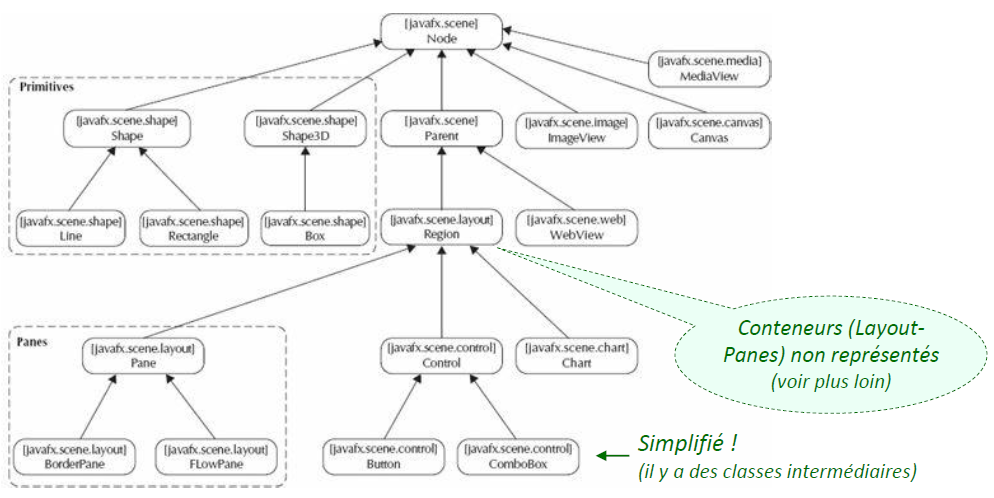 [javafx.scene]
Node
[javafx.scene.media]
MediaView
Primitives
[javafx.scene.shape]
Shape
[javafx.scene.shape]
Shape3D
[javafx.scene]
Parent
[javafx.scene.image]
ImageView
[javafx.scene.canvas]
Canvas
[javafx.scene.shape]
Line
[javafx.scene.shape]
Rectangle
[javafx.scene.shape]
Box
[javafx.scene.layout]
Region
[javafx.scene.web]
WebView
Conteneurs (Layout-
Panes) non représentés
(voir plus loin)
Panes
[javafx.scene.layout]
Pane
[javafx.scene.control]
Control
[javafx.scene.chart]
Chart
[javafx.scene.layout]
BorderPane
[javafx.scene.layout]
FLowPane
[javafx.scene.control]
Button
[javafx.scene.control]
ComboBox
Simplifié !
(il y a des classes intermédiaires)